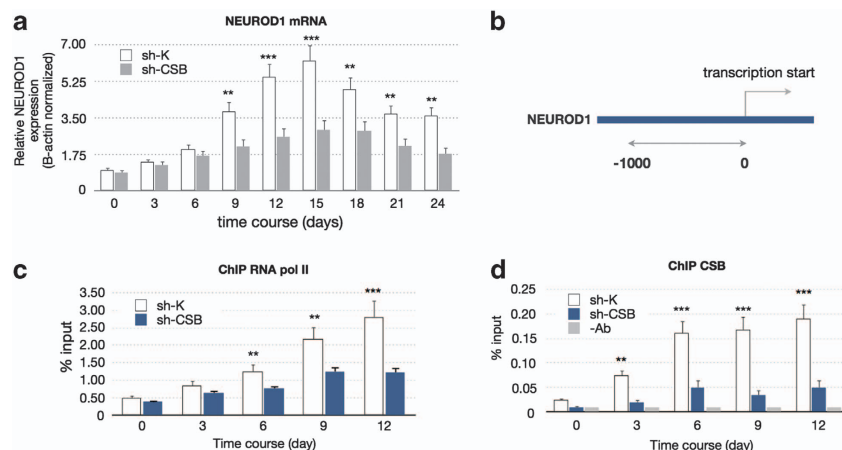 a
NEUROD1 mRNA
Relative NEUROD1
expression
(B-actin normalized)
7.00
5.25
3.50
1.75
0
sh-K
sh-CSB
** *** *** ** ** **
0 3 6 9 12 15 18 21 24
time course (days)
b
transcription start
NEUROD1
-1000 0
c
ChIP RNA pol II
% input
3.50
3.00
2.50
2.00
1.50
1.00
0.50
0
sh-K
sh-CSB
** ** ***
0 3 6 9 12
Time course (day)
d
ChIP CSB
% input
0.25
0.20
0.15
0.10
0.05
0
sh-K
sh-CSB
-Ab
** *** *** ***
0 3 6 9 12
Time course (day)